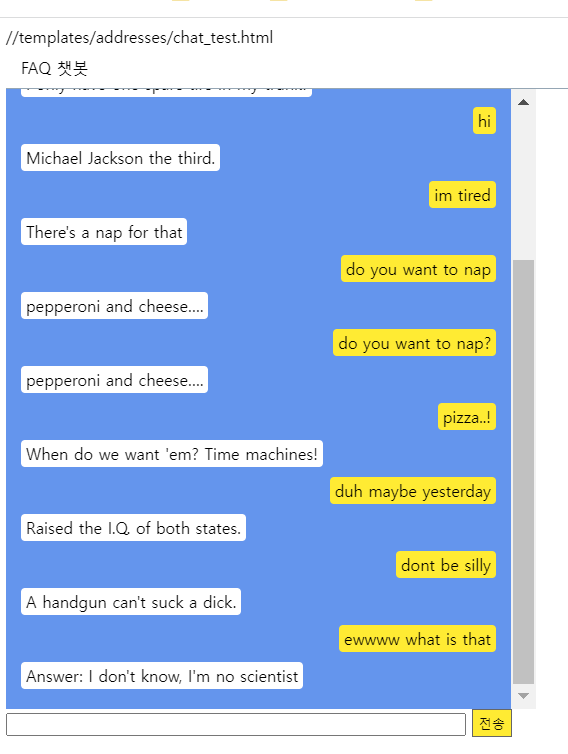 //templates/addresses/chat_test.html
FAQ 챗봇
hi
Michael Jackson the third.
im tired
There's a nap for that
do you want to nap
pepperoni and cheese....
do you want to nap?
pepperoni and cheese....
pizza..!
When do we want 'em? Time machines!
duh maybe yesterday
Raised the I.Q. of both states.
dont be silly
A handgun can't suck a dick.
ewwww what is that
Answer: I don't know, I'm no scientist
전송